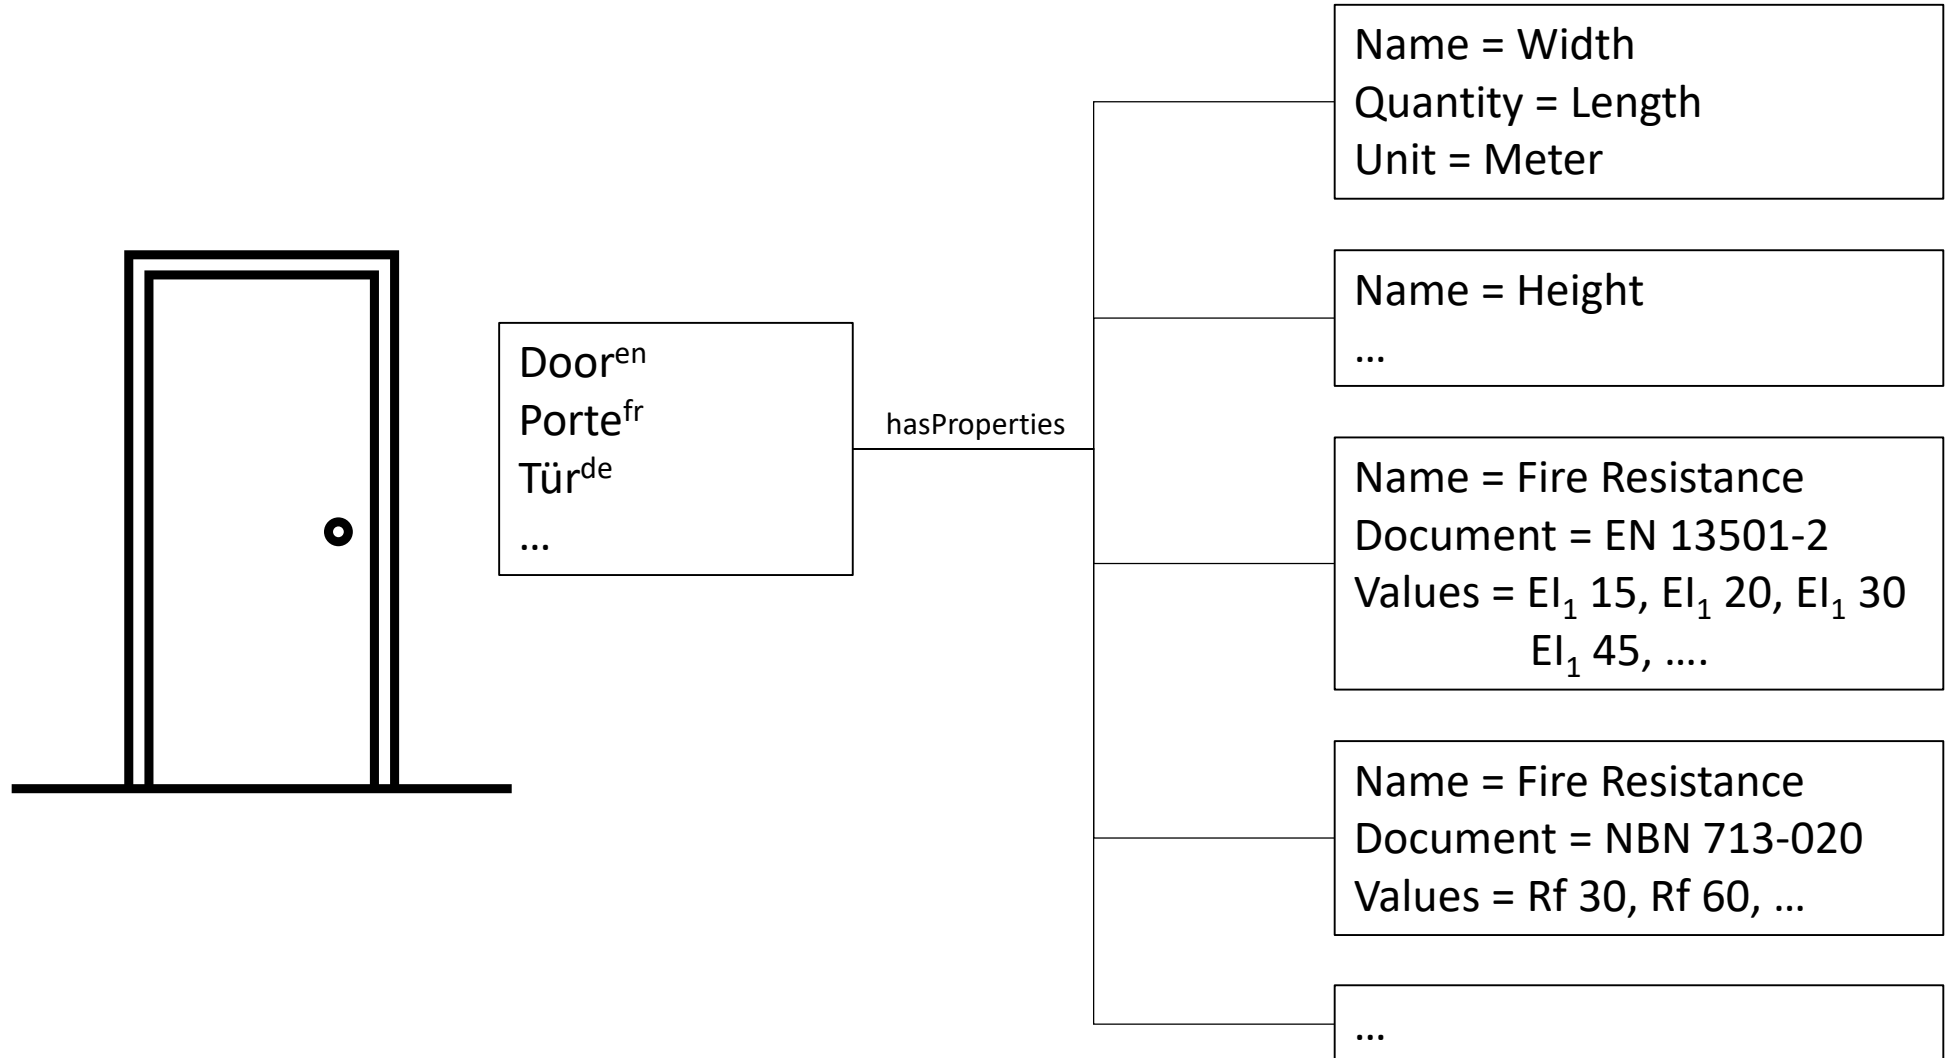 Door^en
Porte^fr
Tür^de
...
hasProperties
Name = Width
Quantity = Length
Unit = Meter
Name = Height
...
Name = Fire Resistance
Document = EN 13501-2
Values = EI₁ 15, EI₁ 20, EI₁ 30
EI₁ 45, ....
Name = Fire Resistance
Document = NBN 713-020
Values = Rf 30, Rf 60, ...
...